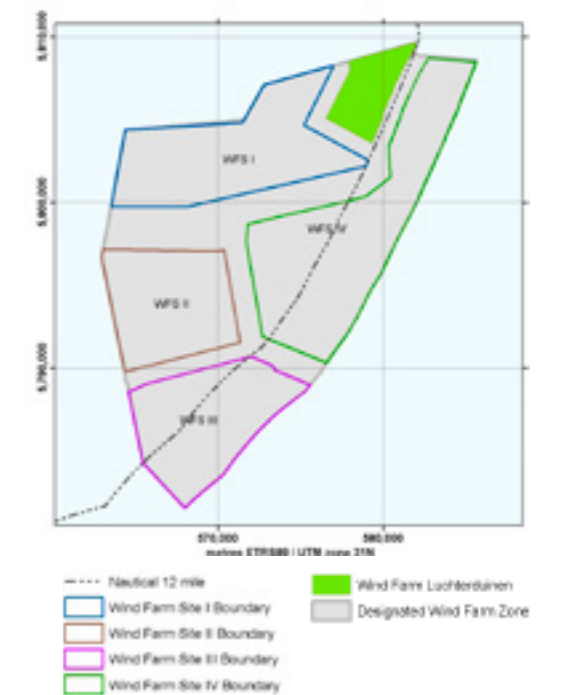 5,810,000
WFS I
5,800,000
WFS IV
WFS II
5,790,000
WFS III
570,000 580,000
metres ETRS89 / UTM zone 31N
Nautical 12 mile
Wind Farm Site I Boundary
Wind Farm Site II Boundary
Wind Farm Site III Boundary
Wind Farm Site IV Boundary
Wind Farm Luchterduinen
Designated Wind Farm Zone